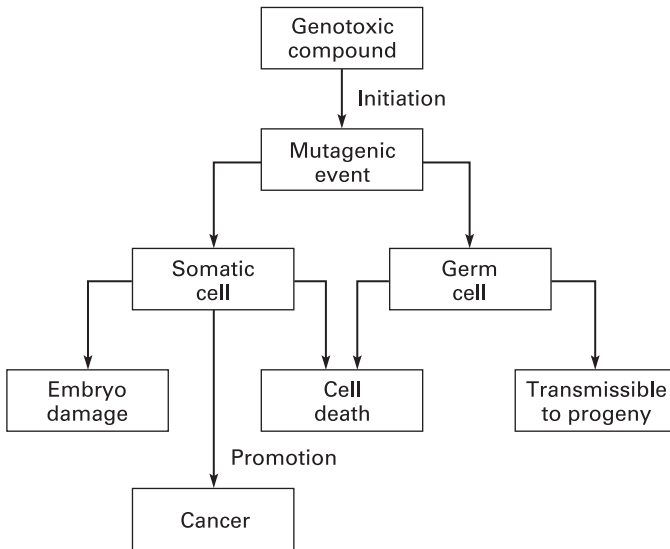 Genotoxic
compound
Initiation
Mutagenic
event
Somatic
cell
Germ
cell
Embryo
damage
Cell
death
Transmissible
to progeny
Promotion
Cancer